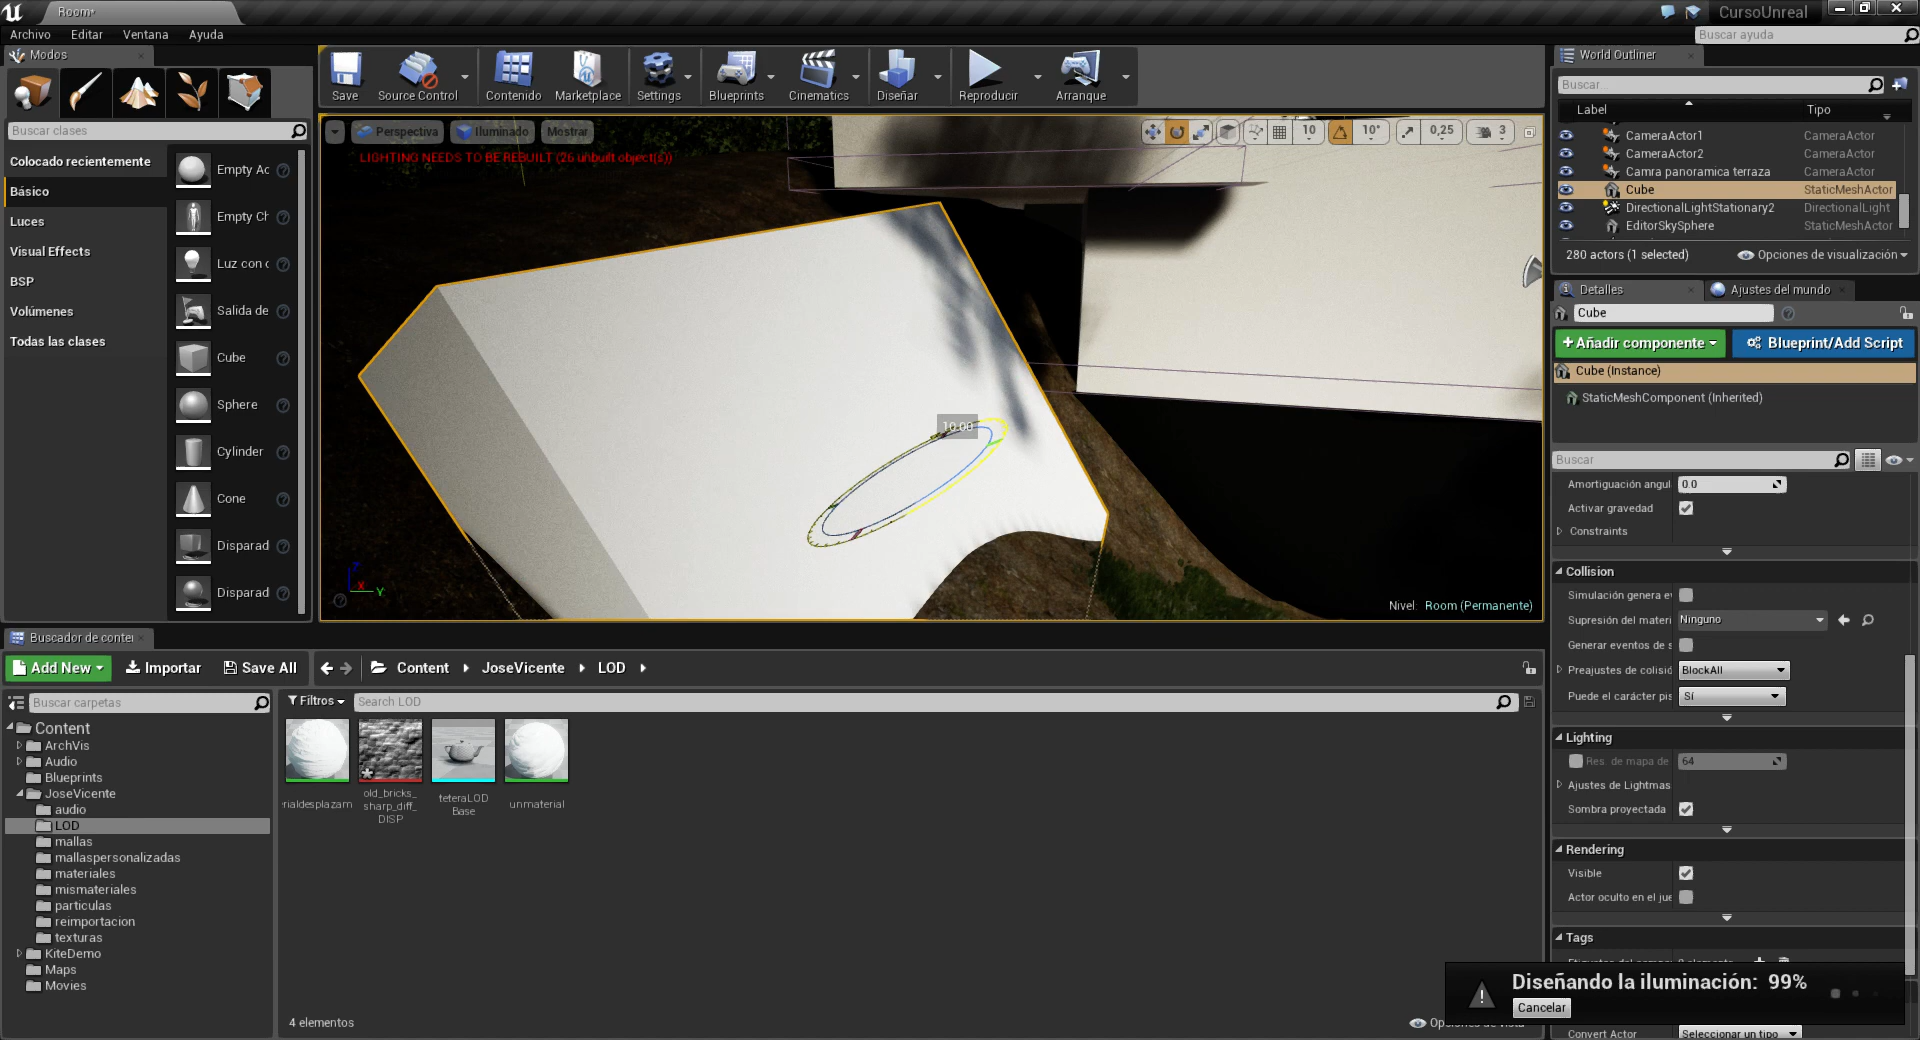 Room*
CursoUnreal
Archivo Editar Ventana Ayuda
Buscar ayuda
Modos
Buscar clases
Colocado recientemente
Básico
Luces
Visual Effects
BSP
Volúmenes
Todas las clases
Empty Ac
Empty Ch
Luz con c
Salida de
Cube
Sphere
Cylinder
Cone
Disparad
Disparad
Save
Source Control
Contenido
Marketplace
Settings
Blueprints
Cinematics
Diseñar
Reproducir
Arranque
Perspectiva
Iluminado
Mostrar
10
10°
0,25
3
LIGHTING NEEDS TO BE REBUILT (26 unbuilt object(s))
10.00
Z
X
Y
Nivel: Room (Permanente)
World Outliner
Buscar...
Label Tipo
CameraActor1 CameraActor
CameraActor2 CameraActor
Camra panoramica terraza CameraActor
Cube StaticMeshActor
DirectionalLightStationary2 DirectionalLight
EditorSkySphere StaticMeshActor
280 actors (1 selected)
Opciones de visualización
Detalles
Ajustes del mundo
Cube
+Añadir componente
Blueprint/Add Script
Cube (Instance)
StaticMeshComponent (Inherited)
Buscar
Amortiguación angul 0.0
Activar gravedad
Constraints
Collision
Simulación genera ev
Supresión del materi Ninguno
Generar eventos de s
Preajustes de colisió BlockAll
Puede el carácter pis Sí
Lighting
Res. de mapa de 64
Ajustes de Lightmas
Sombra proyectada
Rendering
Visible
Actor oculto en el jue
Tags
Diseñando la iluminación: 99%
Cancelar
Convert Actor Seleccionar un tipo
Buscador de conte
Add New
Importar
Save All
Content
JoseVicente
LOD
Buscar carpetas
Filtros
Search LOD
Content
ArchVis
Audio
Blueprints
JoseVicente
audio
LOD
mallas
mallaspersonalizadas
materiales
mismateriales
particulas
reimportacion
texturas
KiteDemo
Maps
Movies
rialdesplazam
old_bricks_
sharp_diff_
DISP
teteraLOD
Base
unmaterial
4 elementos